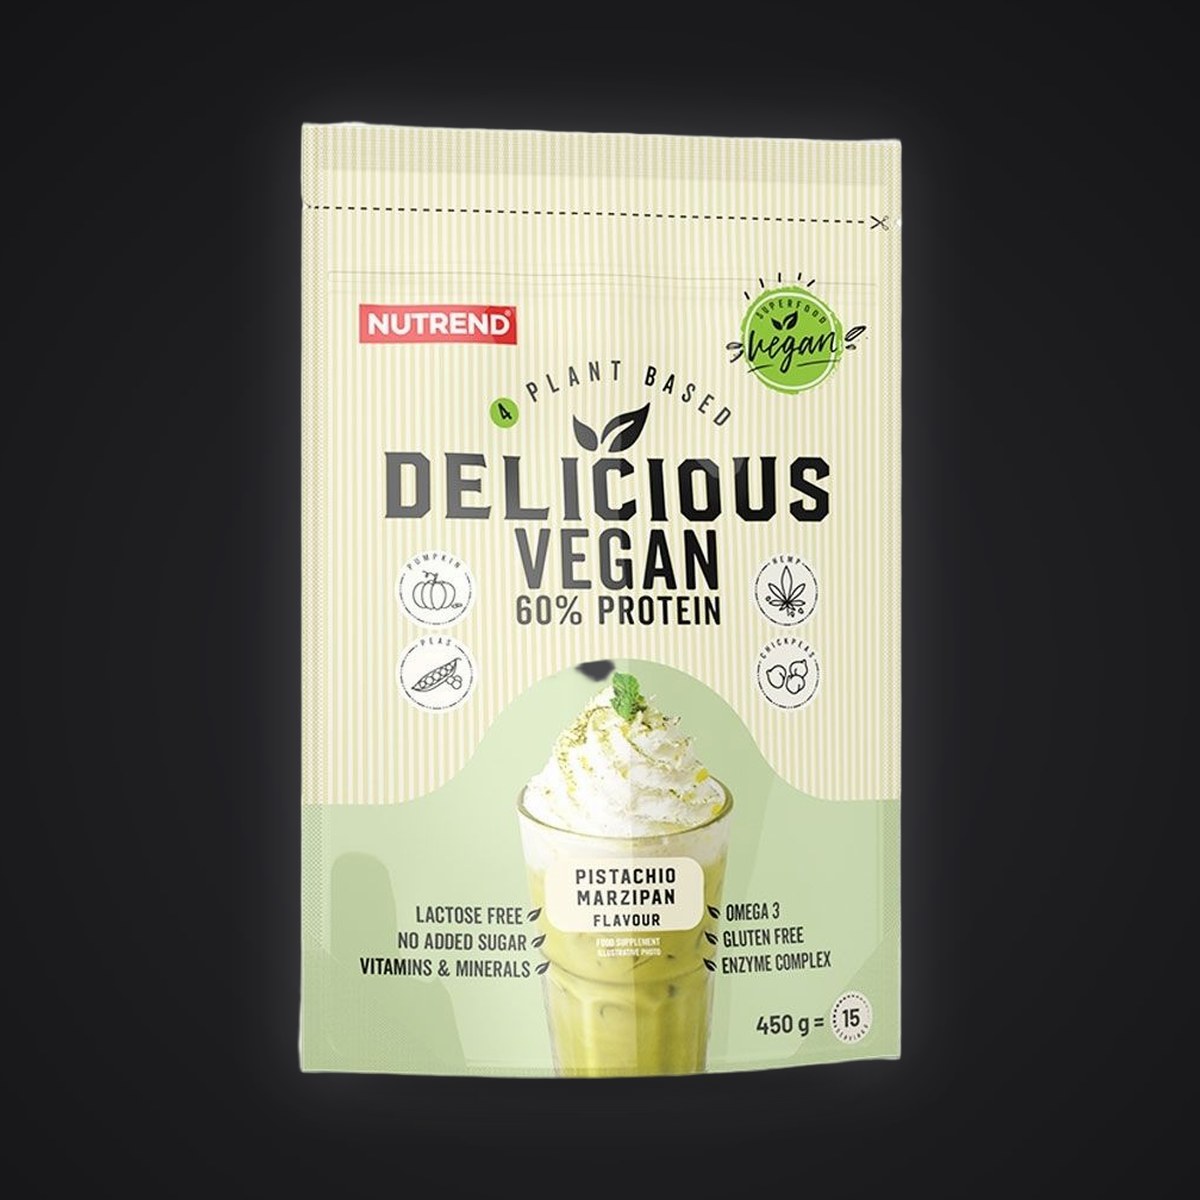 NUTREND®
SUPERFOOD
vegan
4 PLANT BASED
DELICIOUS
VEGAN
60% PROTEIN
PUMPKIN
HEMP
PEAS
CHICKPEAS
PISTACHIO
MARZIPAN
FLAVOUR
FOOD SUPPLEMENT
ILLUSTRATIVE PHOTO
LACTOSE FREE
NO ADDED SUGAR
VITAMINS & MINERALS
OMEGA 3
GLUTEN FREE
ENZYME COMPLEX
450 g = 15
SERVINGS